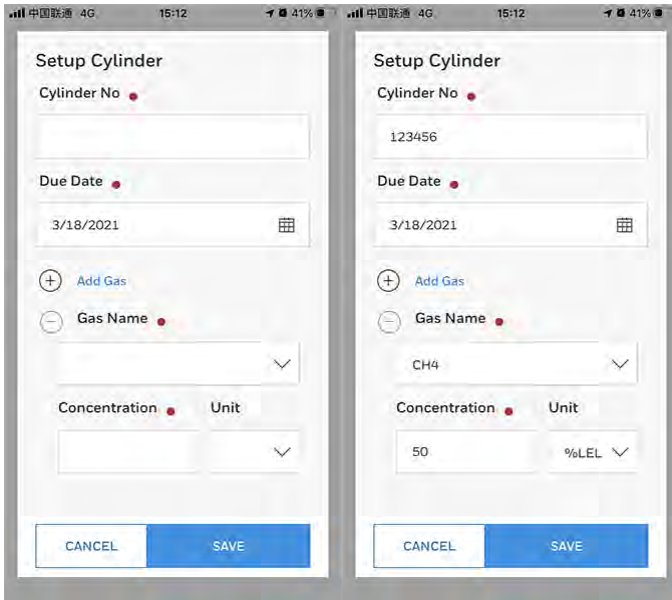 中国联通 4G 15:12 41%
Setup Cylinder
Cylinder No
Due Date
3/18/2021
Add Gas
Gas Name
Concentration Unit
CANCEL SAVE
中国联通 4G 15:12 41%
Setup Cylinder
Cylinder No
123456
Due Date
3/18/2021
Add Gas
Gas Name
CH4
Concentration Unit
50 %LEL
CANCEL SAVE